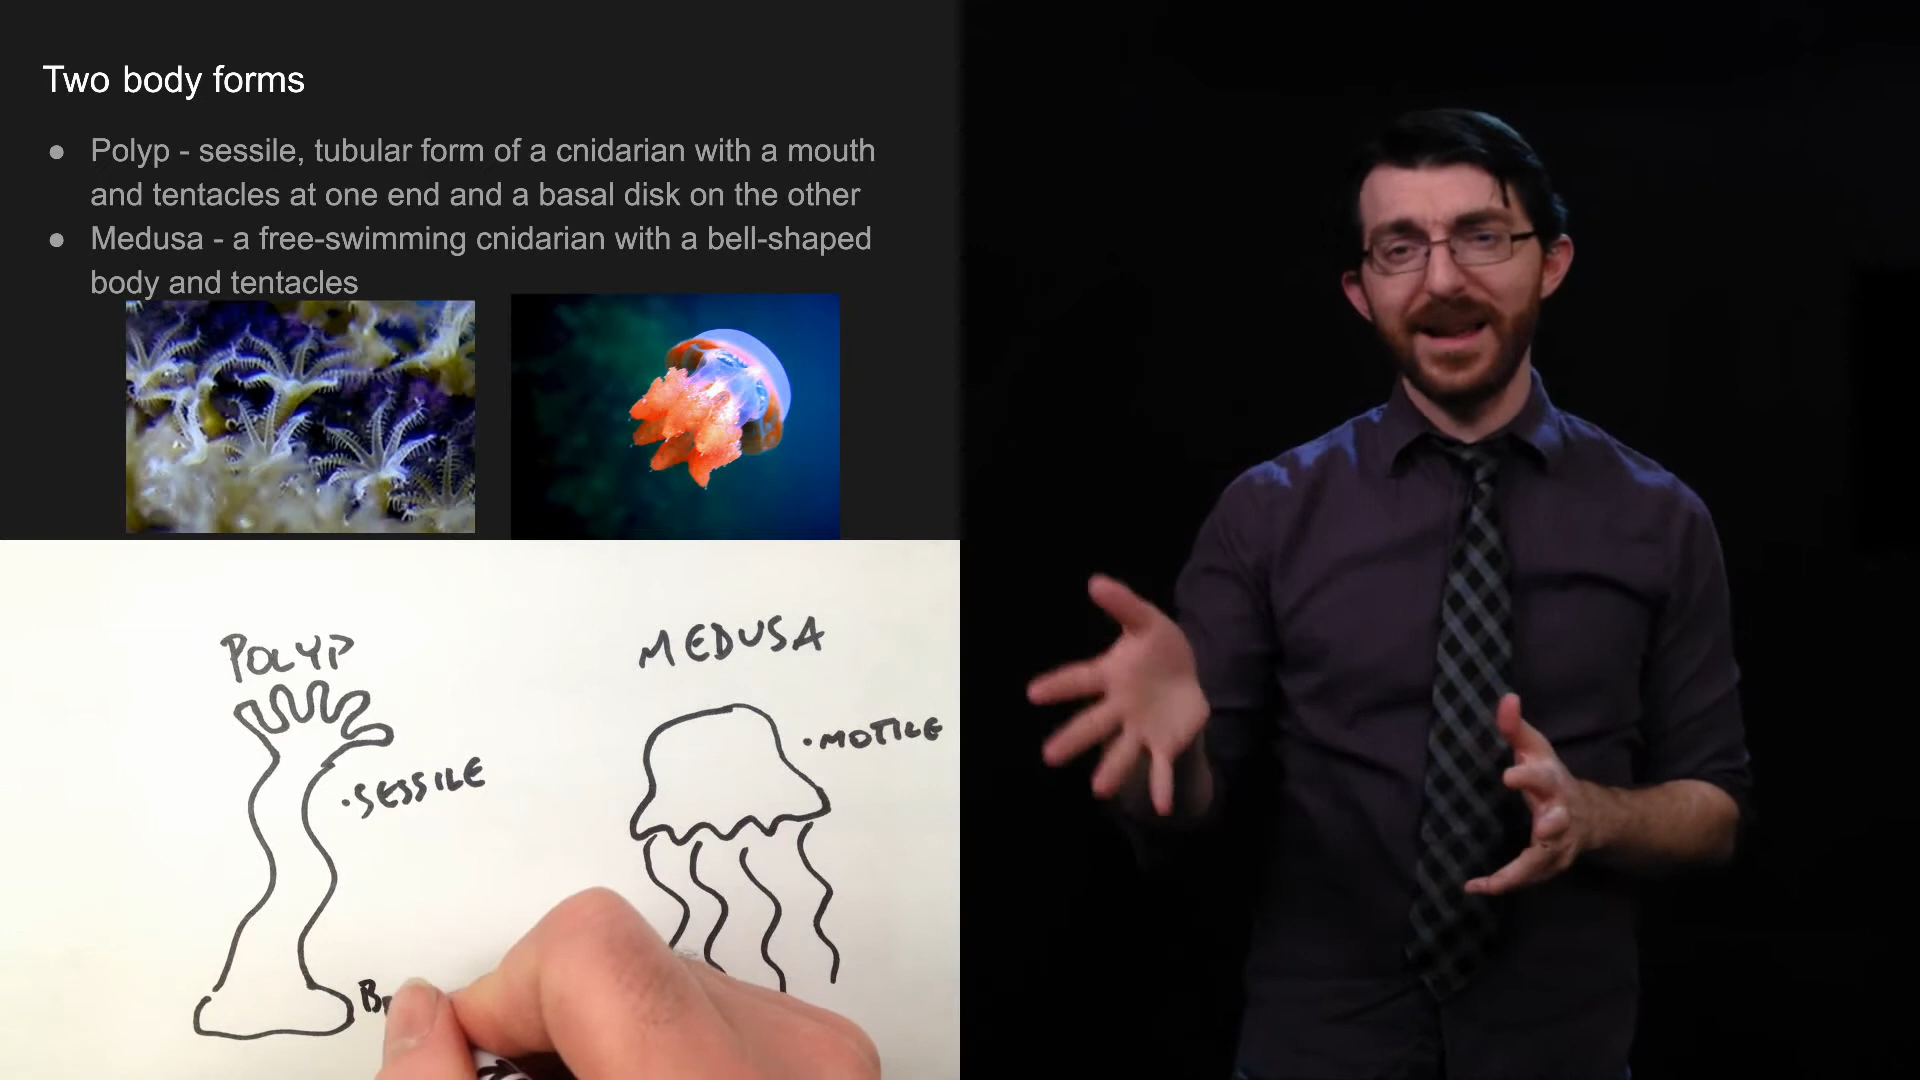 Two body forms
● Polyp - sessile, tubular form of a cnidarian with a mouth
and tentacles at one end and a basal disk on the other
● Medusa - a free-swimming cnidarian with a bell-shaped
body and tentacles
POLYP
MEDUSA
• MOTILE
• SESSILE